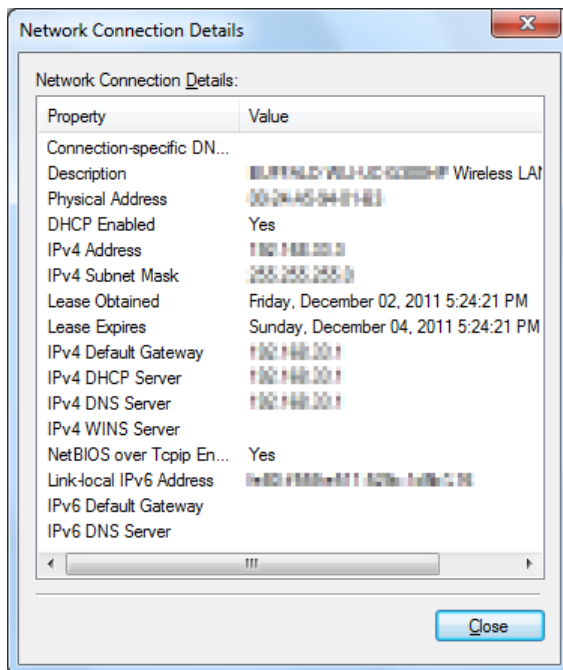 Network Connection Details
Network Connection Details:
Property Value
Connection-specific DN...
Description Wireless LAN
Physical Address
DHCP Enabled Yes
IPv4 Address
IPv4 Subnet Mask
Lease Obtained Friday, December 02, 2011 5:24:21 PM
Lease Expires Sunday, December 04, 2011 5:24:21 PM
IPv4 Default Gateway
IPv4 DHCP Server
IPv4 DNS Server
IPv4 WINS Server
NetBIOS over Tcpip En... Yes
Link-local IPv6 Address
IPv6 Default Gateway
IPv6 DNS Server
Close